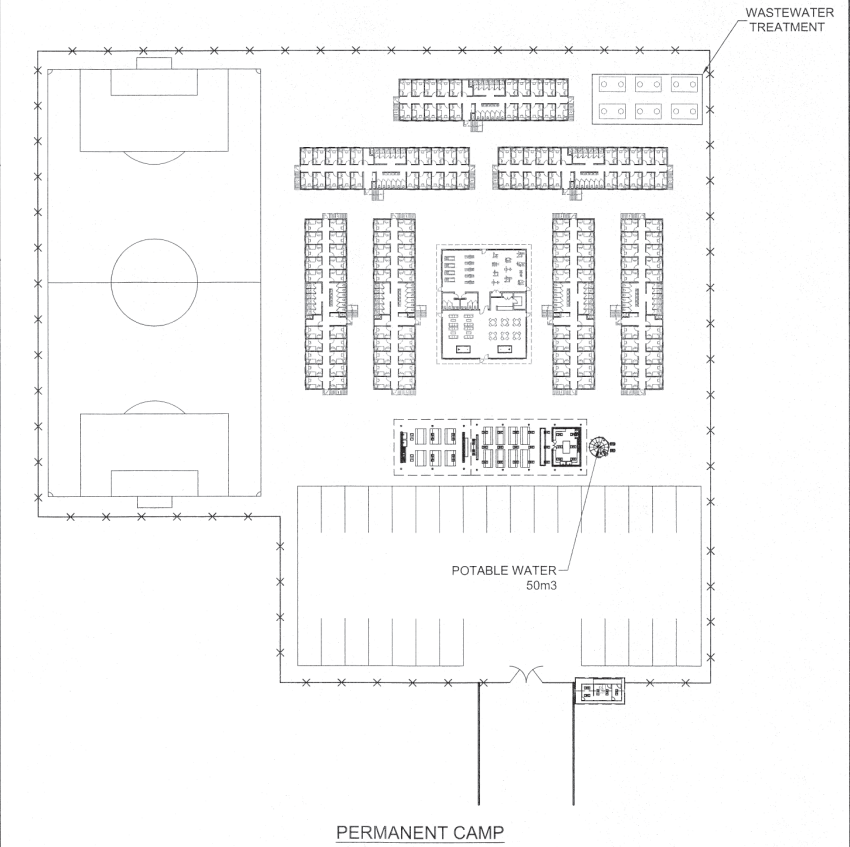 WASTEWATER
TREATMENT
POTABLE WATER
50m3
PERMANENT CAMP